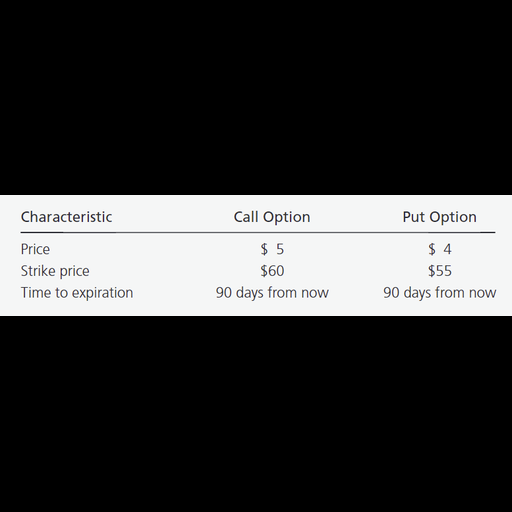 Characteristic Call Option Put Option
Price $ 5 $ 4
Strike price $60 $55
Time to expiration 90 days from now 90 days from now